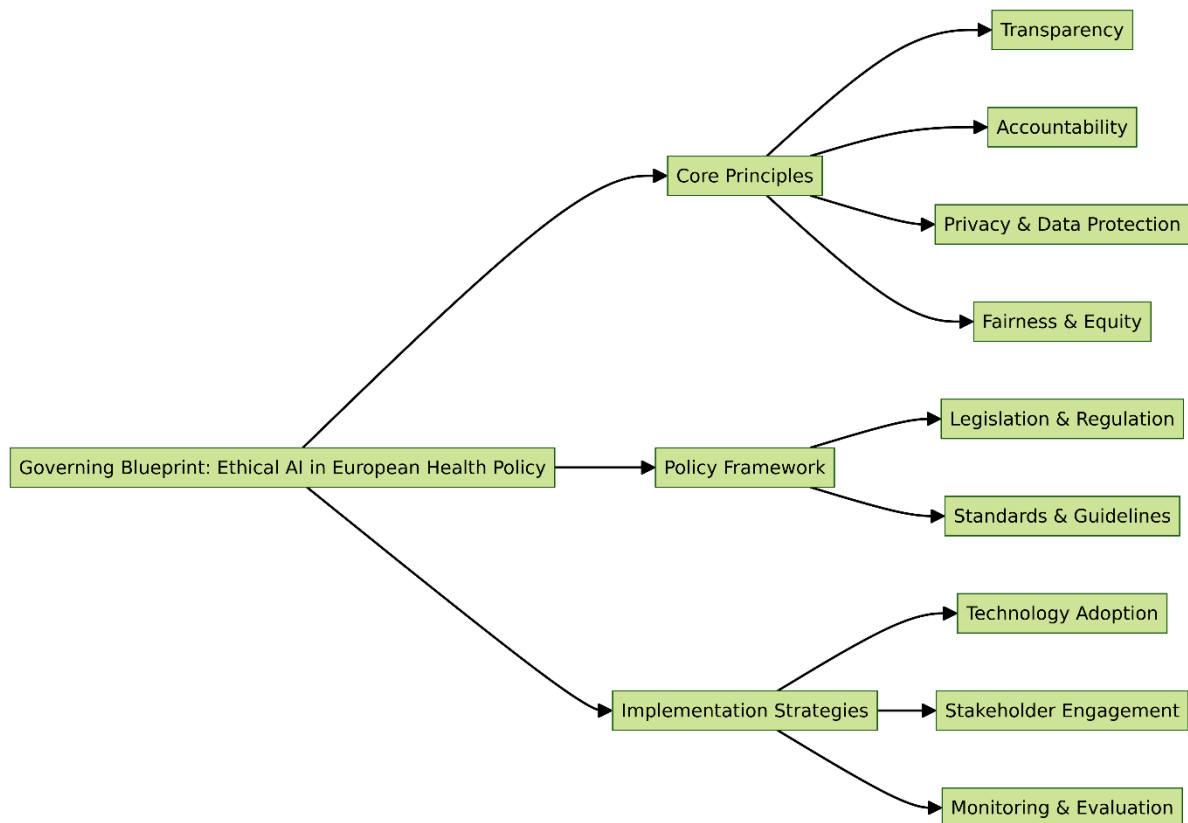 Governing Blueprint: Ethical AI in European Health Policy
Core Principles
Transparency
Accountability
Privacy & Data Protection
Fairness & Equity
Policy Framework
Legislation & Regulation
Standards & Guidelines
Implementation Strategies
Technology Adoption
Stakeholder Engagement
Monitoring & Evaluation